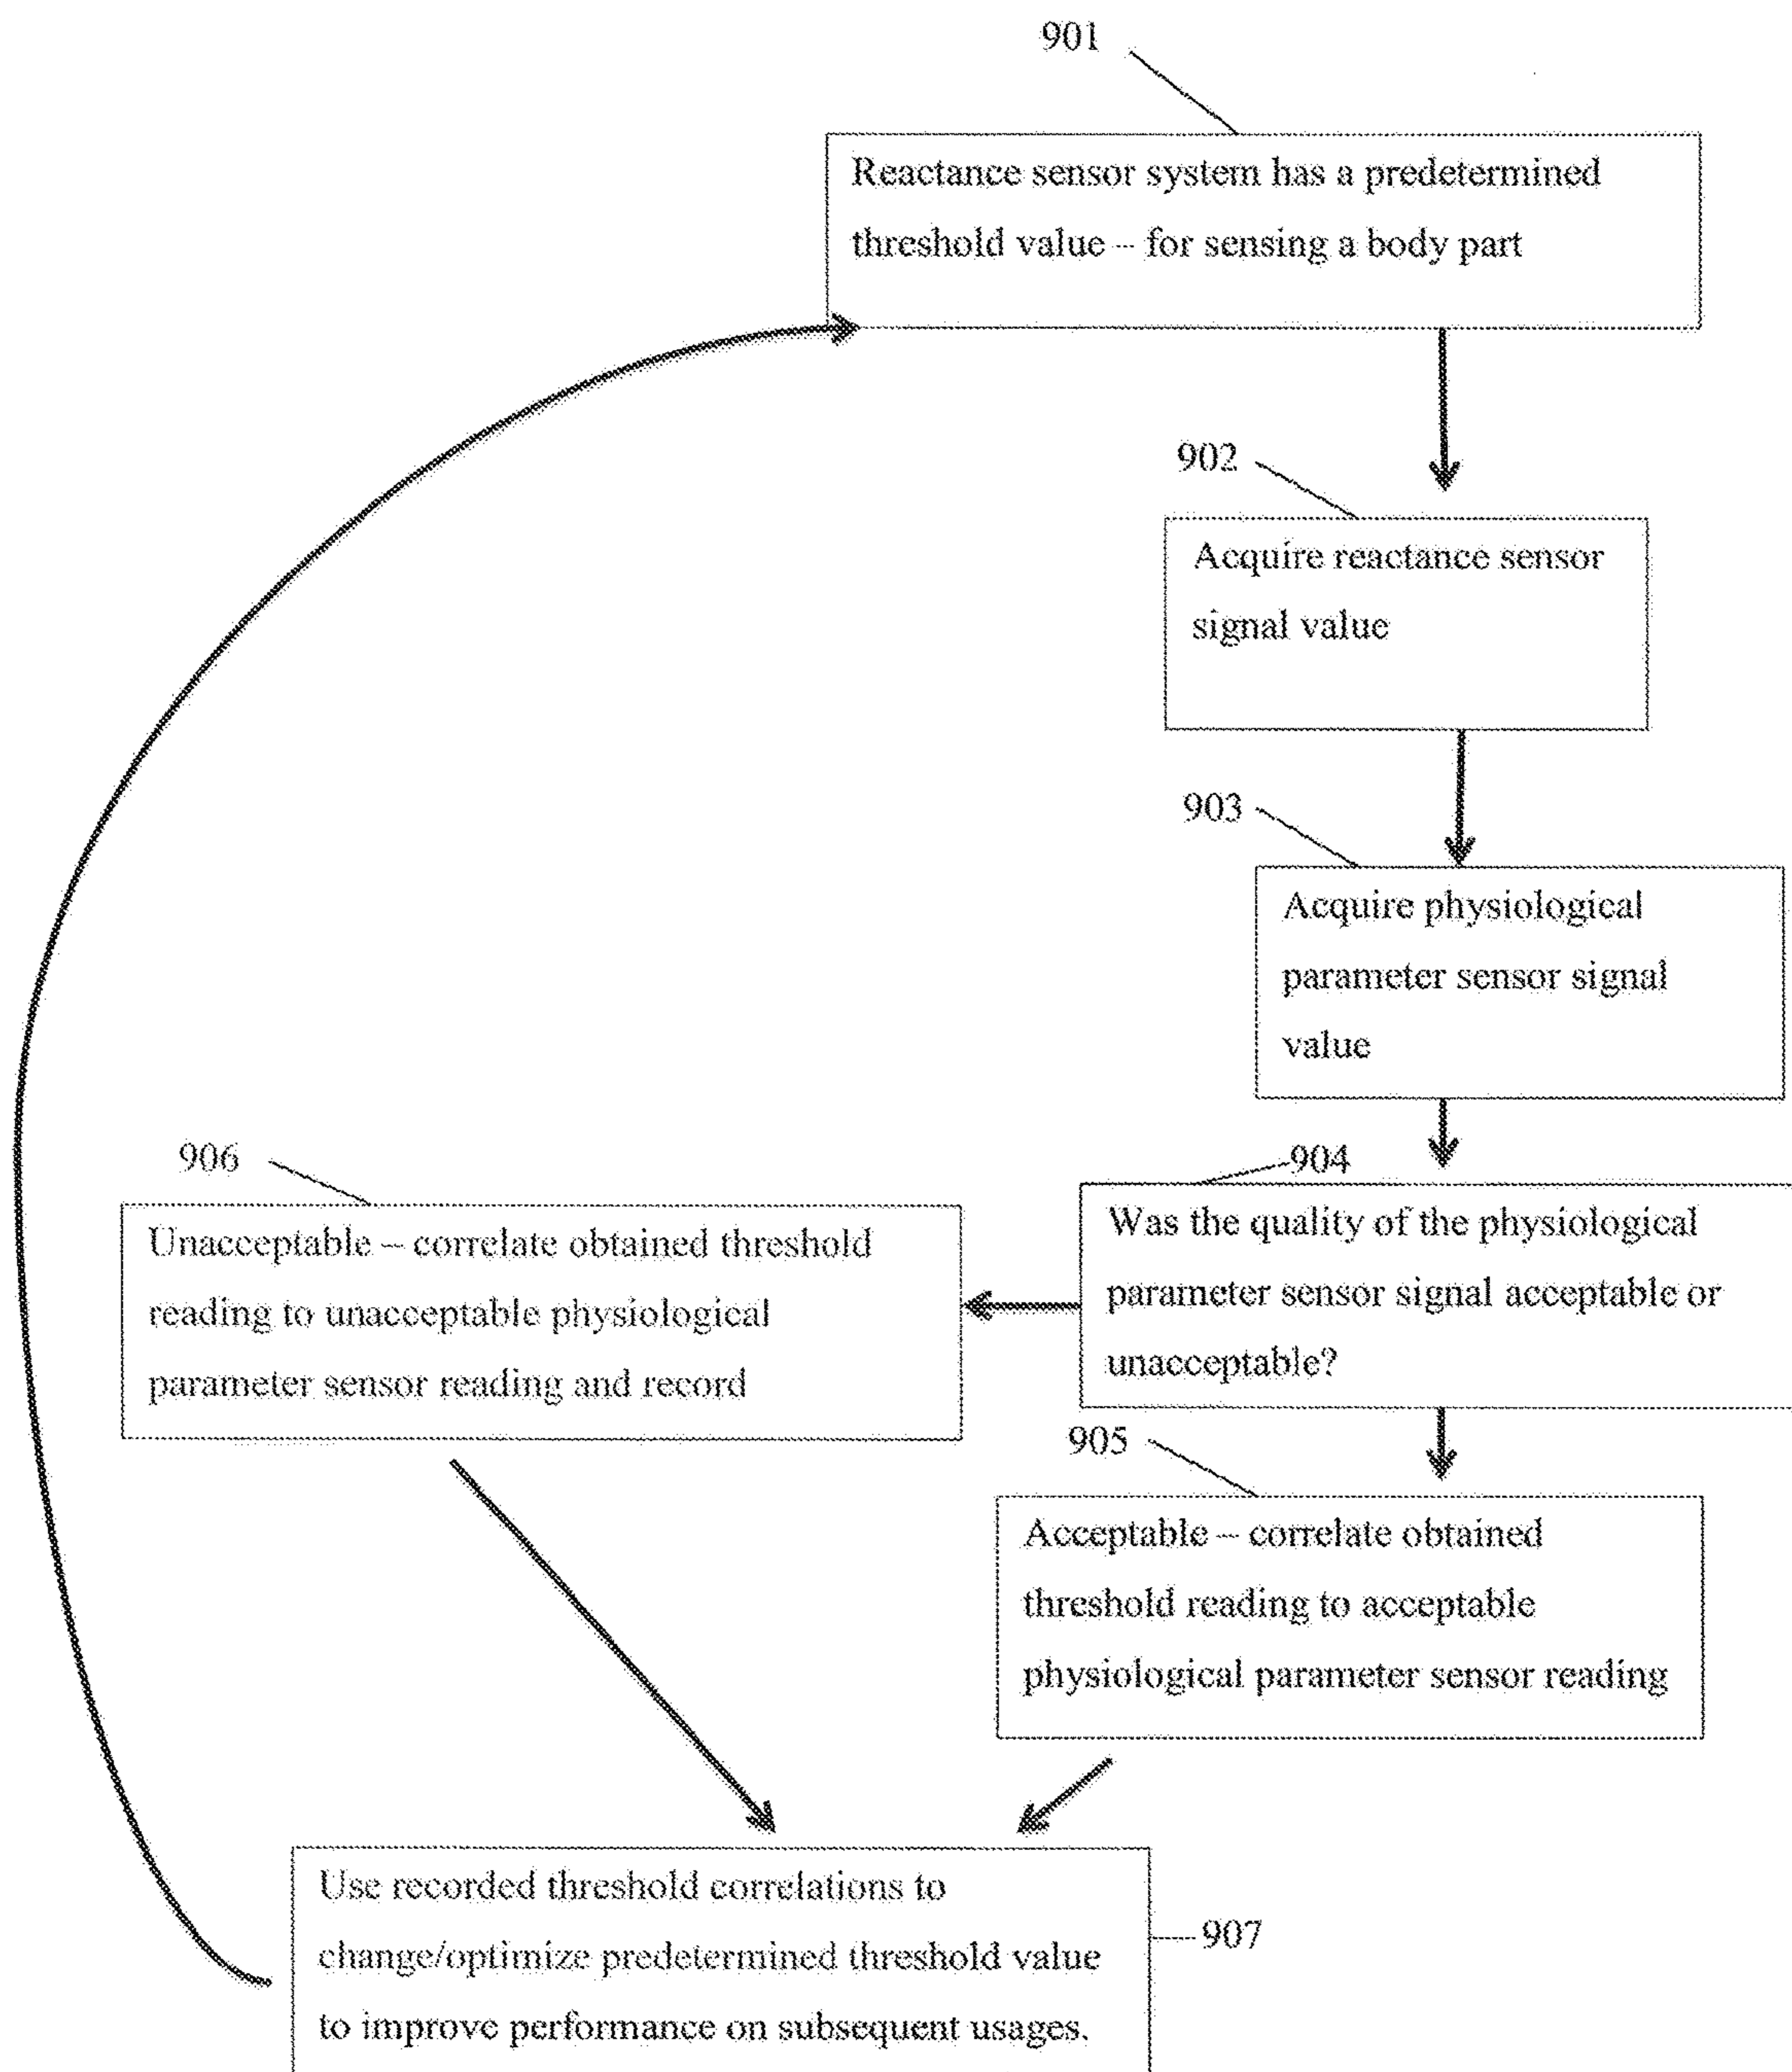 901
Reactance sensor system has a predetermined
threshold value – for sensing a body part
902
Acquire reactance sensor
signal value
903
Acquire physiological
parameter sensor signal
value
904
Was the quality of the physiological
parameter sensor signal acceptable or
unacceptable?
906
Unacceptable – correlate obtained threshold
reading to unacceptable physiological
parameter sensor reading and record
905
Acceptable – correlate obtained
threshold reading to acceptable
physiological parameter sensor reading
Use recorded threshold correlations to
change/optimize predetermined threshold value
to improve performance on subsequent usages.
907